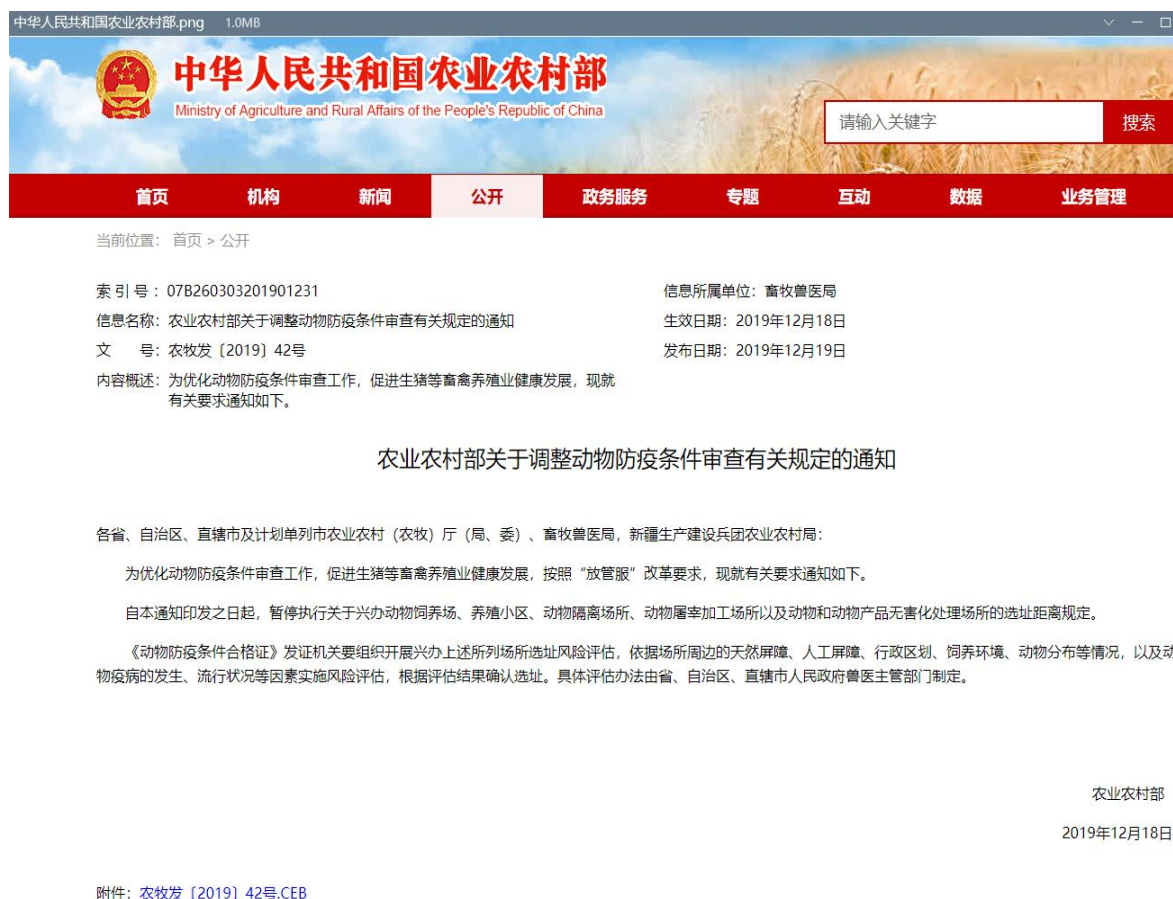 中华人民共和国农业农村部.png 1.0MB
中华人民共和国农业农村部
Ministry of Agriculture and Rural Affairs of the People's Republic of China
请输入关键字 搜索
首页 机构 新闻 公开 政务服务 专题 互动 数据 业务管理
当前位置： 首页 > 公开
索 引 号： 07B260303201901231 信息所属单位：畜牧兽医局
信息名称：农业农村部关于调整动物防疫条件审查有关规定的通知 生效日期：2019年12月18日
文 号：农牧发〔2019〕42号 发布日期：2019年12月19日
内容概述：为优化动物防疫条件审查工作，促进生猪等畜禽养殖业健康发展，现就
有关要求通知如下。
农业农村部关于调整动物防疫条件审查有关规定的通知
各省、自治区、直辖市及计划单列市农业农村（农牧）厅（局、委）、畜牧兽医局，新疆生产建设兵团农业农村局：
为优化动物防疫条件审查工作，促进生猪等畜禽养殖业健康发展，按照“放管服”改革要求，现就有关要求通知如下。
自本通知印发之日起，暂停执行关于兴办动物饲养场、养殖小区、动物隔离场所、动物屠宰加工场所以及动物和动物产品无害化处理场所的选址距离规定。
《动物防疫条件合格证》发证机关要组织开展兴办上述所列场所选址风险评估，依据场所周边的天然屏障、人工屏障、行政区划、饲养环境、动物分布等情况，以及动
物疫病的发生、流行状况等因素实施风险评估，根据评估结果确认选址。具体评估办法由省、自治区、直辖市人民政府兽医主管部门制定。
农业农村部
2019年12月18日
附件：农牧发〔2019〕42号.CEB